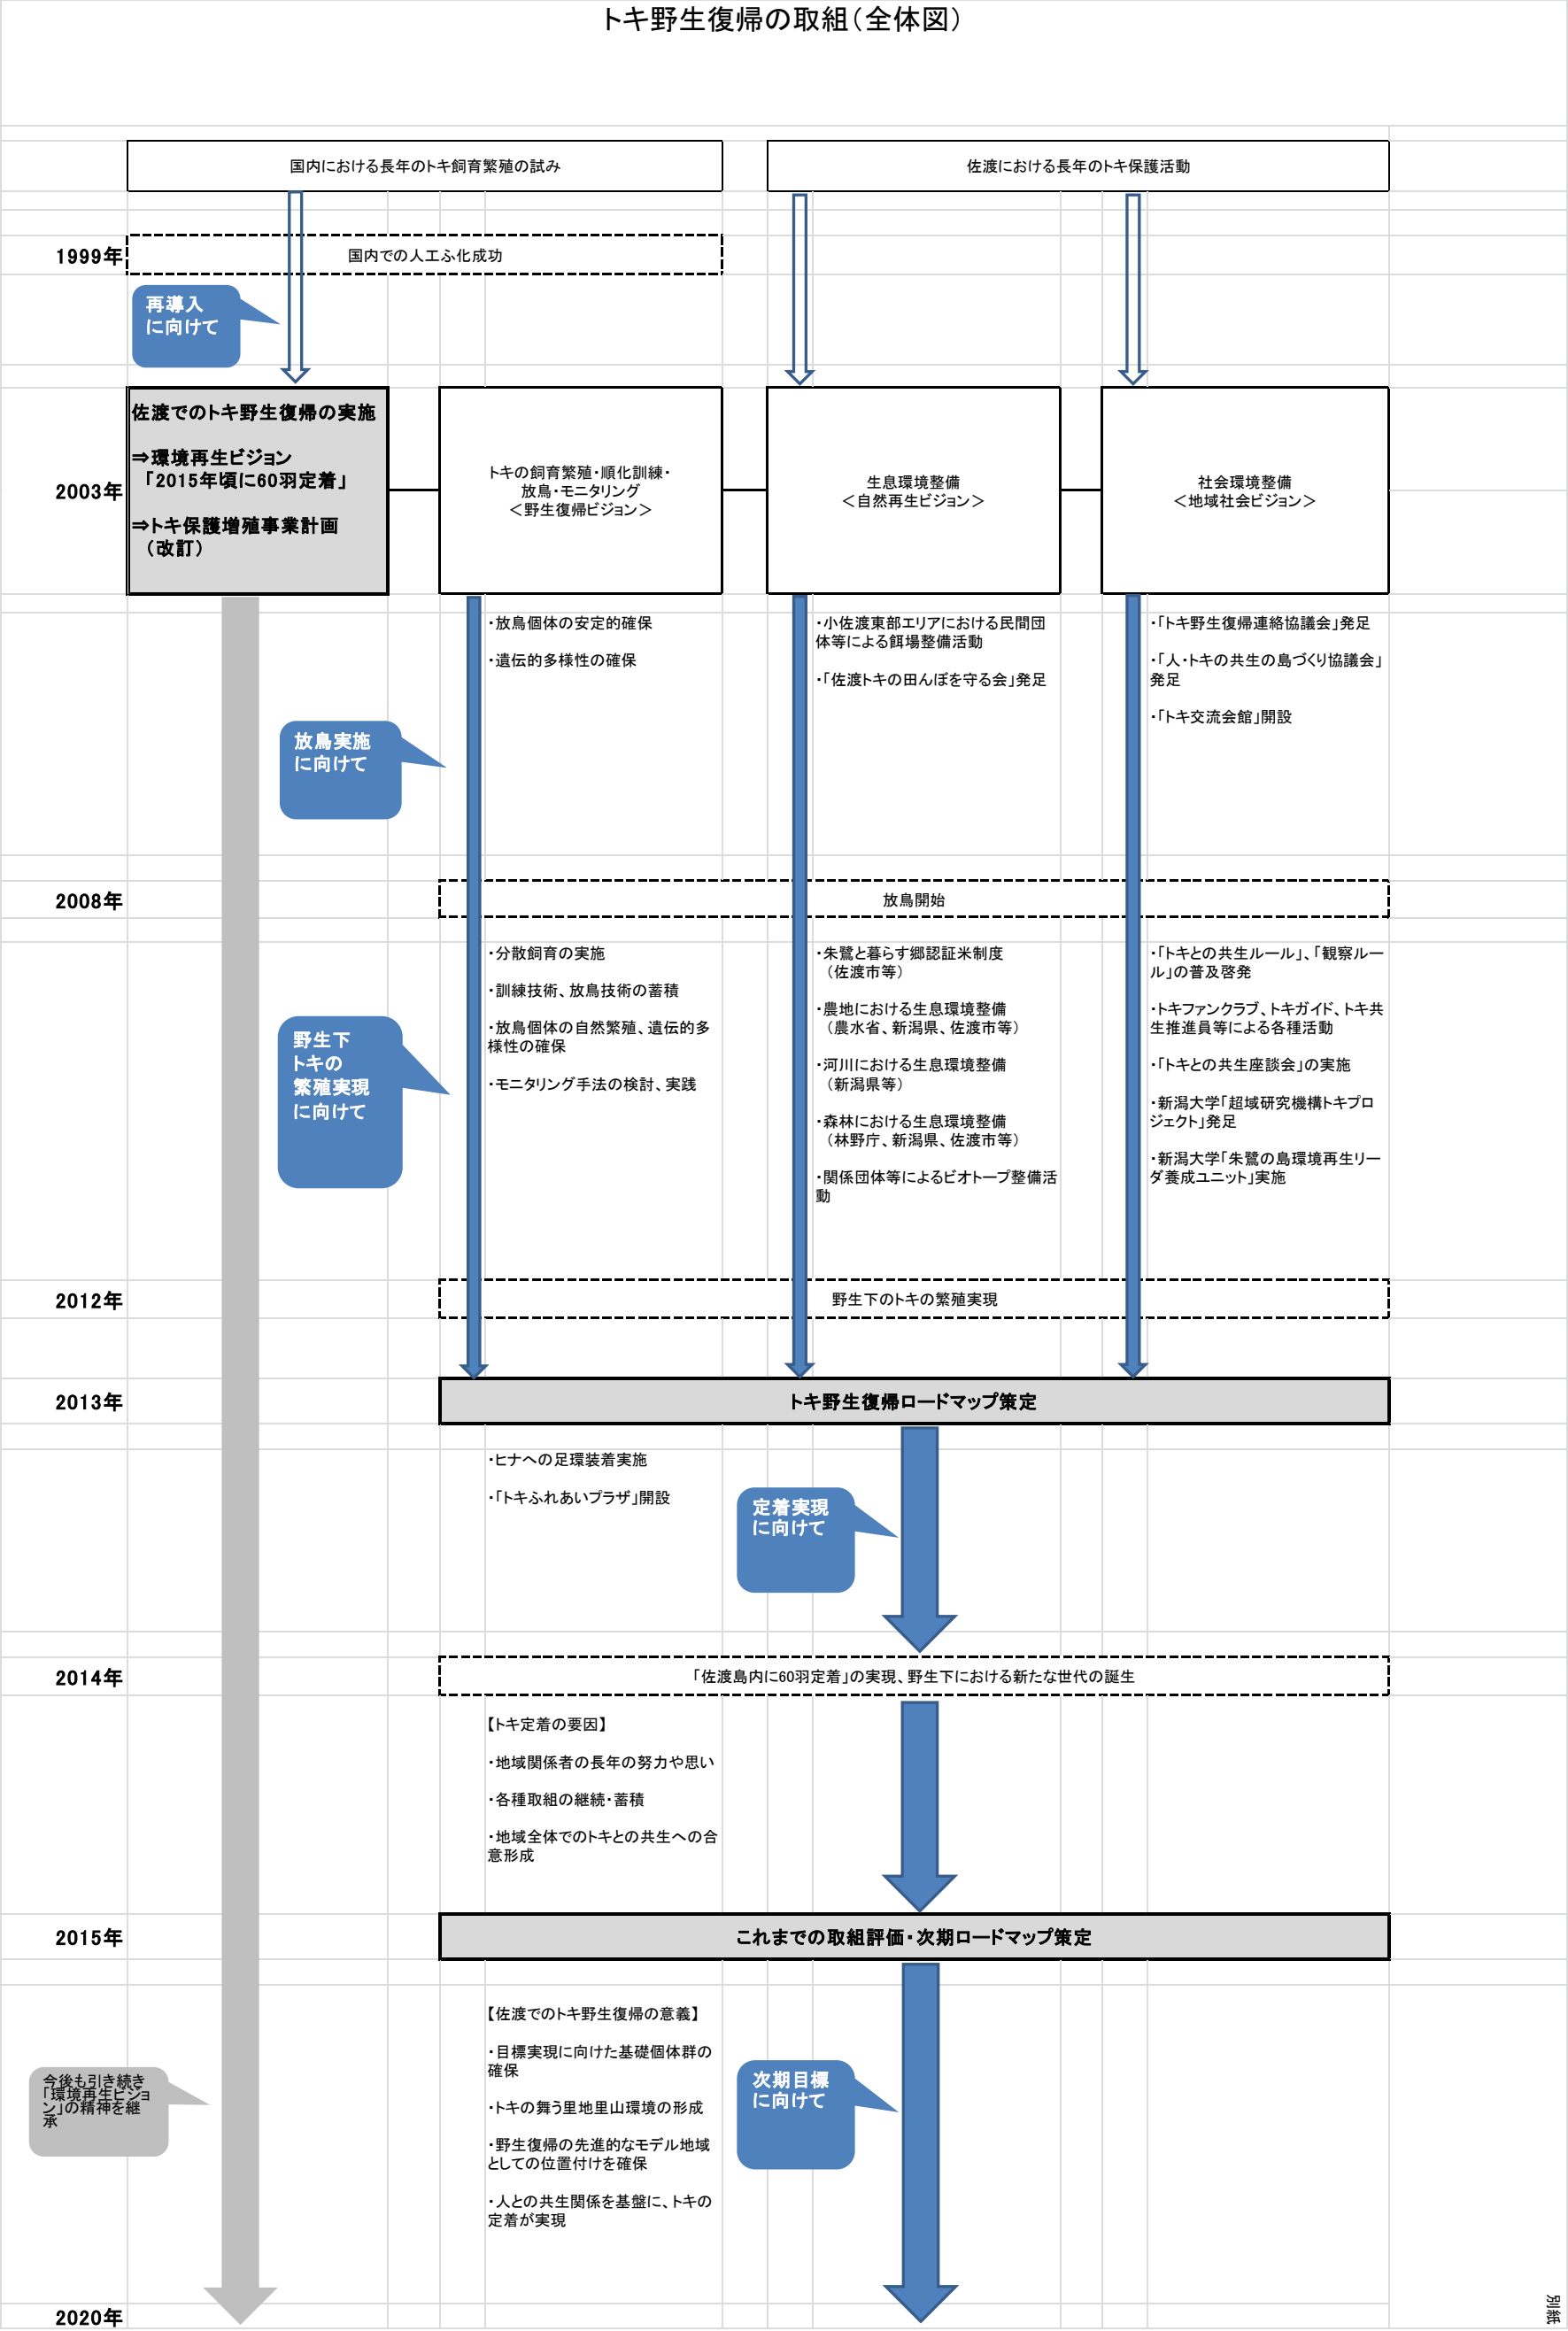 トキ野生復帰の取組（全体図）
国内における長年のトキ飼育繁殖の試み
佐渡における長年のトキ保護活動
1999年
国内での人工ふ化成功
再導入
に向けて
2003年
佐渡でのトキ野生復帰の実施
⇒環境再生ビジョン
「2015年頃に60羽定着」
⇒トキ保護増殖事業計画
（改訂）
トキの飼育繁殖・順化訓練・
放鳥・モニタリング
＜野生復帰ビジョン＞
生息環境整備
＜自然再生ビジョン＞
社会環境整備
＜地域社会ビジョン＞
・放鳥個体の安定的確保
・遺伝的多様性の確保
・小佐渡東部エリアにおける民間団
体等による餌場整備活動
・「佐渡トキの田んぼを守る会」発足
・「トキ野生復帰連絡協議会」発足
・「人・トキの共生の島づくり協議会」
発足
・「トキ交流会館」開設
放鳥実施
に向けて
2008年
放鳥開始
・分散飼育の実施
・訓練技術、放鳥技術の蓄積
・放鳥個体の自然繁殖、遺伝的多
様性の確保
・モニタリング手法の検討、実践
・朱鷺と暮らす郷認証米制度
（佐渡市等）
・農地における生息環境整備
（農水省、新潟県、佐渡市等）
・河川における生息環境整備
（新潟県等）
・森林における生息環境整備
（林野庁、新潟県、佐渡市等）
・関係団体等によるビオトープ整備活
動
・「トキとの共生ルール」、「観察ルー
ル」の普及啓発
・トキファンクラブ、トキガイド、トキ共
生推進員等による各種活動
・「トキとの共生座談会」の実施
・新潟大学「超域研究機構トキプロ
ジェクト」発足
・新潟大学「朱鷺の島環境再生リー
ダ養成ユニット」実施
野生下
トキの
繁殖実現
に向けて
2012年
野生下のトキの繁殖実現
2013年
トキ野生復帰ロードマップ策定
・ヒナへの足環装着実施
・「トキふれあいプラザ」開設
定着実現
に向けて
2014年
「佐渡島内に60羽定着」の実現、野生下における新たな世代の誕生
【トキ定着の要因】
・地域関係者の長年の努力や思い
・各種取組の継続・蓄積
・地域全体でのトキとの共生への合
意形成
2015年
これまでの取組評価・次期ロードマップ策定
【佐渡でのトキ野生復帰の意義】
・目標実現に向けた基礎個体群の
確保
・トキの舞う里地里山環境の形成
・野生復帰の先進的なモデル地域
としての位置付けを確保
・人との共生関係を基盤に、トキの
定着が実現
次期目標
に向けて
今後も引き続き
「環境再生ビジョ
ン」の精神を継
承
2020年
別紙